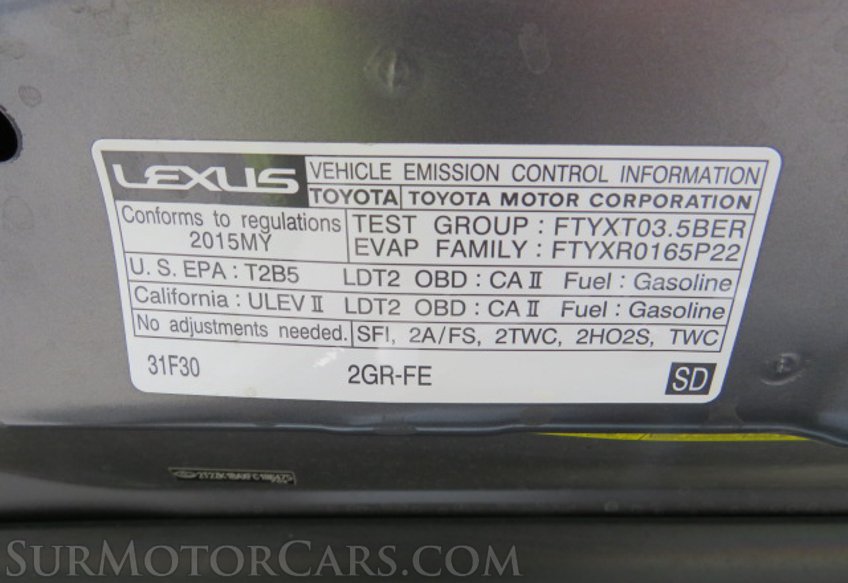 LEXUS VEHICLE EMISSION CONTROL INFORMATION
TOYOTA TOYOTA MOTOR CORPORATION
Conforms to regulations
2015MY
TEST GROUP : FTYXT03.5BER
EVAP FAMILY : FTYXR0165P22
U. S. EPA : T2B5 LDT2 OBD : CA II Fuel : Gasoline
California : ULEV II LDT2 OBD : CA II Fuel : Gasoline
No adjustments needed. SFI, 2A/FS, 2TWC, 2HO2S, TWC
31F30 2GR-FE SD
SURMOTORCARS.COM